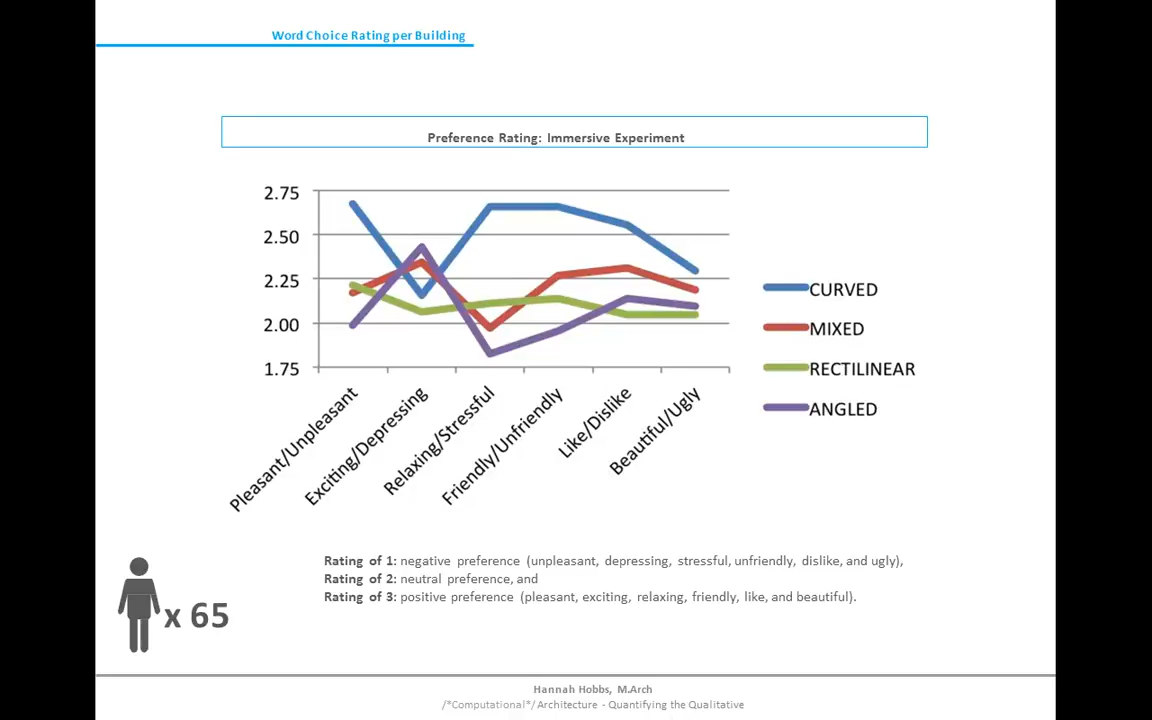 Word Choice Rating per Building
Preference Rating: Immersive Experiment
2.75
2.50
2.25
2.00
1.75
Pleasant/Unpleasant
Exciting/Depressing
Relaxing/Stressful
Friendly/Unfriendly
Like/Dislike
Beautiful/Ugly
CURVED
MIXED
RECTILINEAR
ANGLED
Rating of 1: negative preference (unpleasant, depressing, stressful, unfriendly, dislike, and ugly),
Rating of 2: neutral preference, and
Rating of 3: positive preference (pleasant, exciting, relaxing, friendly, like, and beautiful).
x 65
Hannah Hobbs, M.Arch
/*Computational*/ Architecture - Quantifying the Qualitative